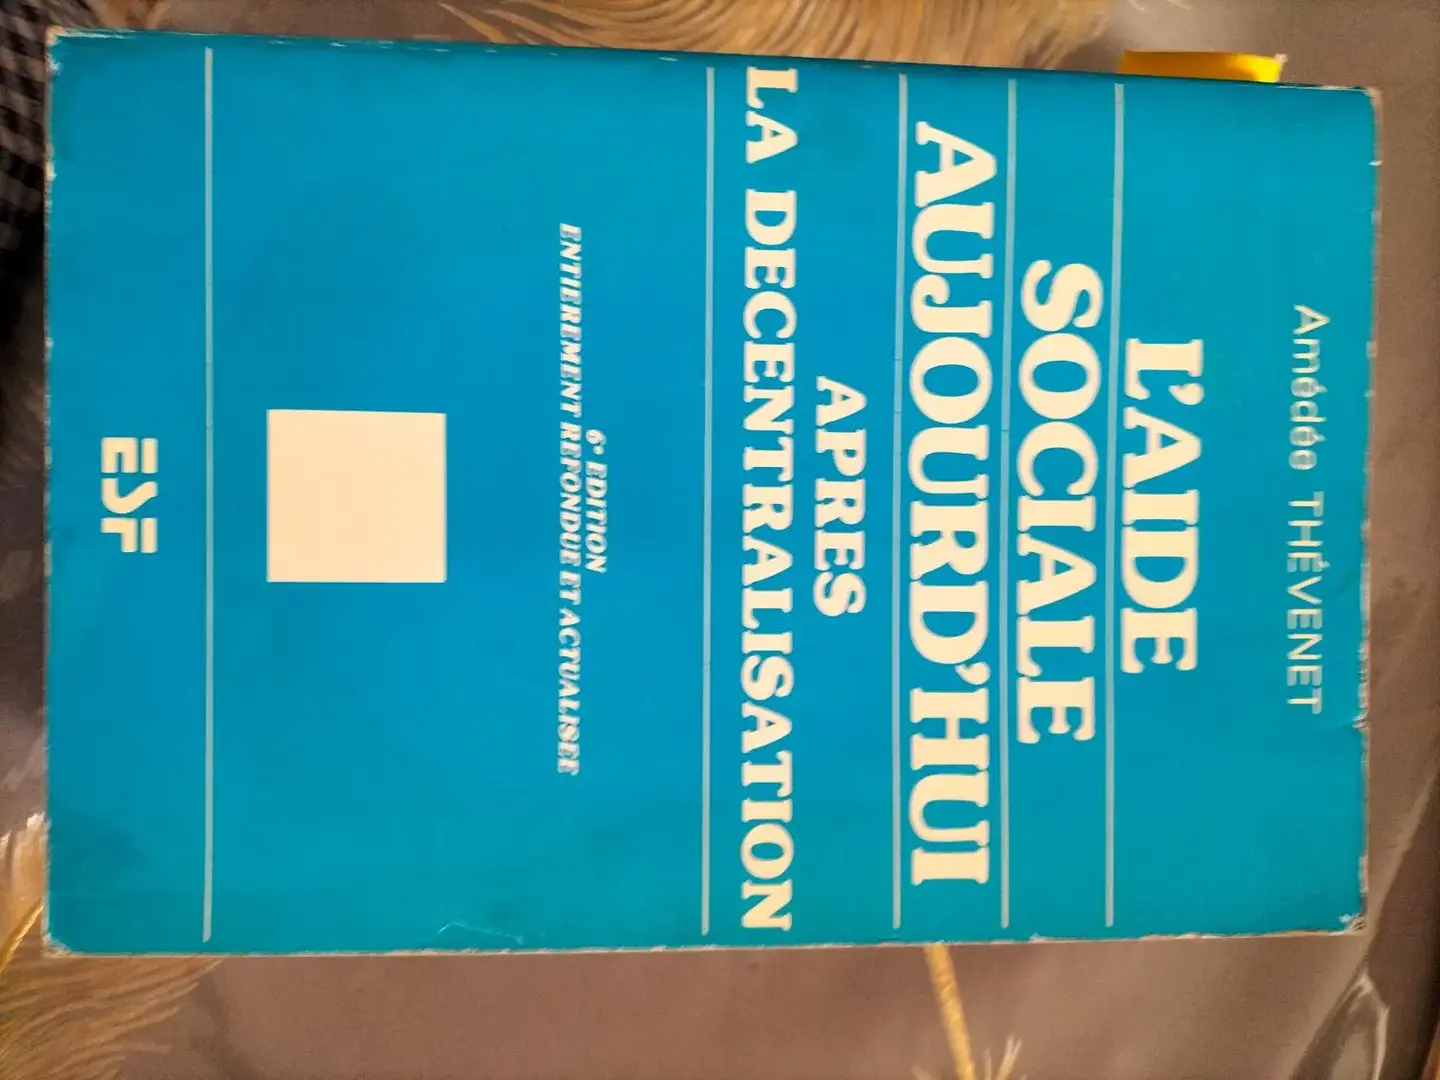 Amédée THÉVENET
L'AIDE
SOCIALE
AUJOURD'HUI
APRES
LA DECENTRALISATION
6e EDITION
ENTIEREMENT REFONDUE ET ACTUALISEE
ESF